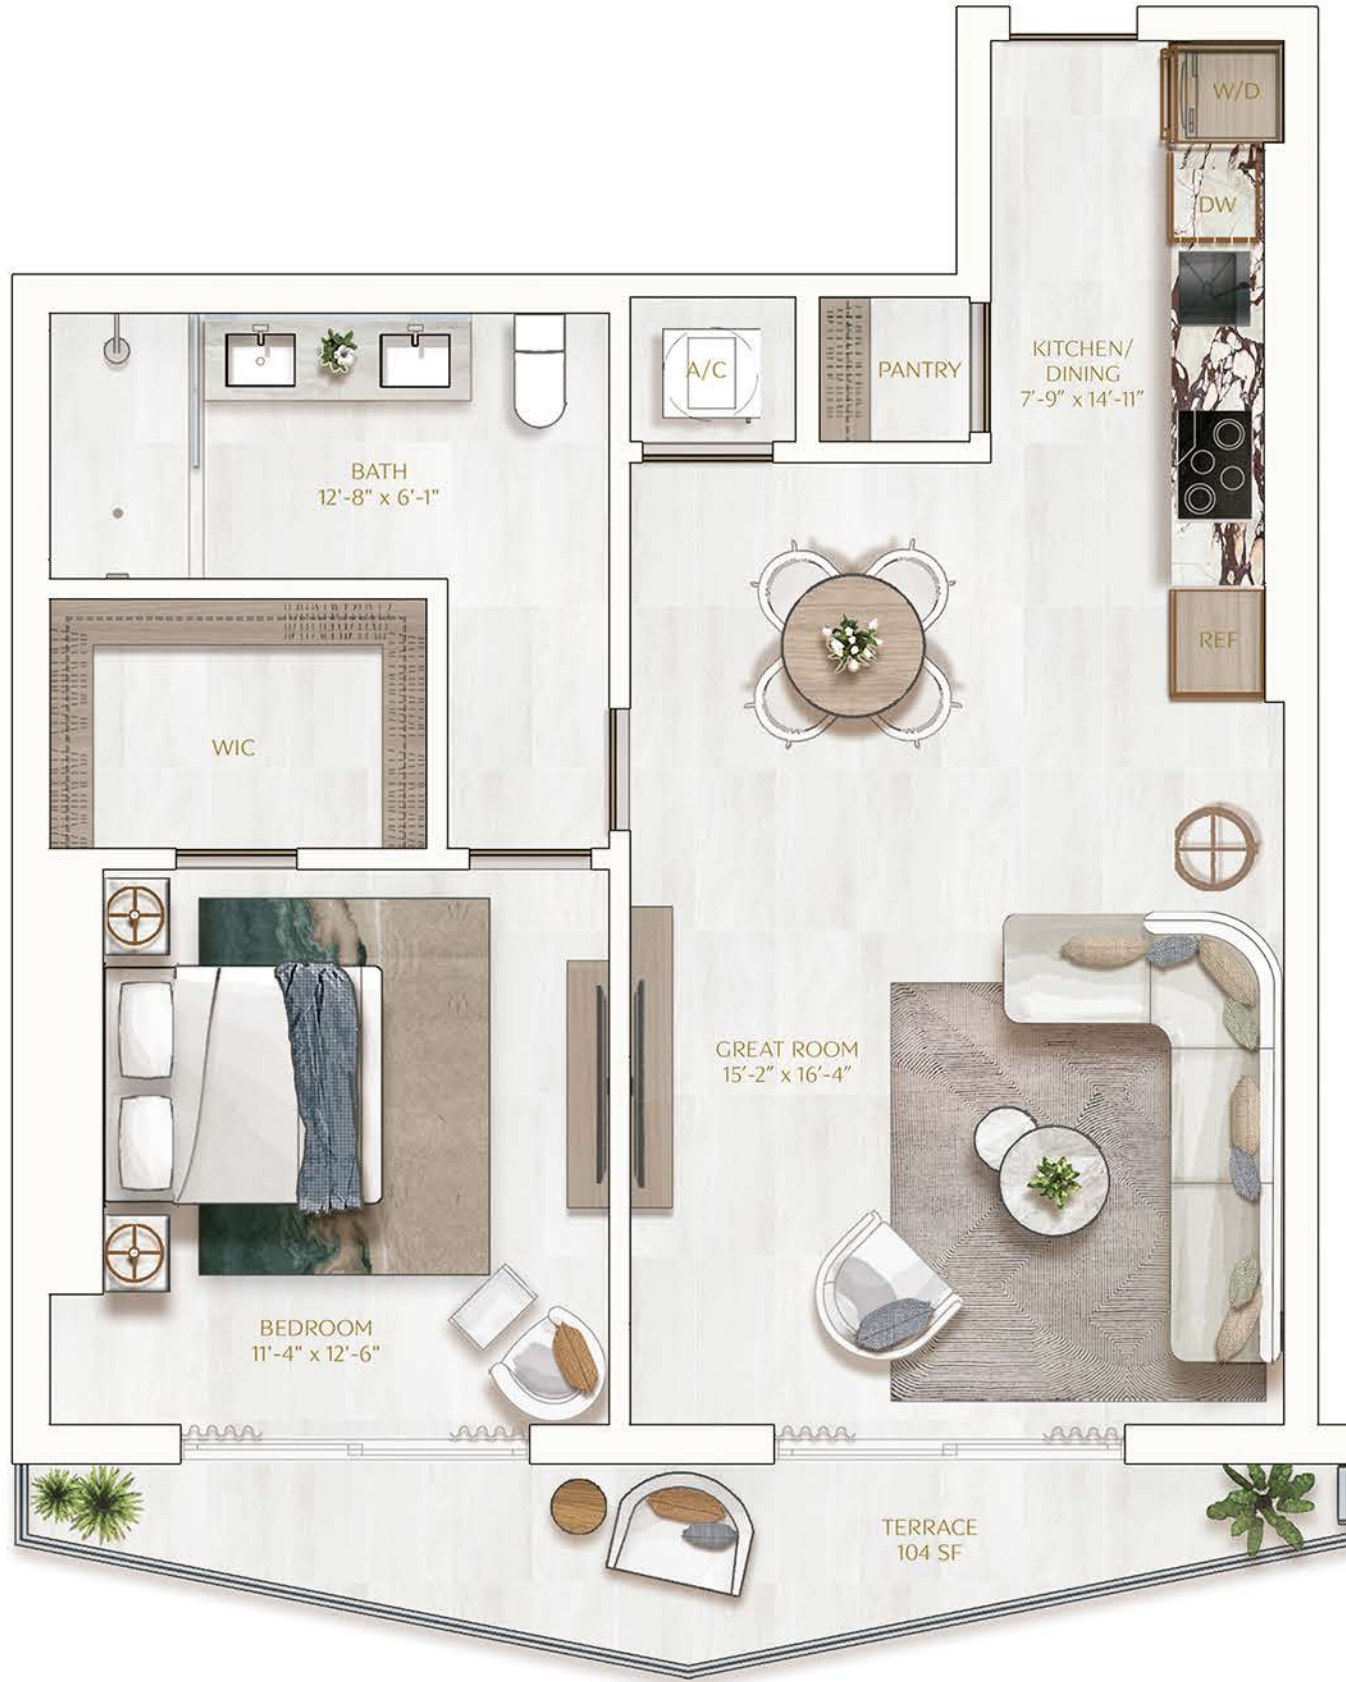 W/D
DW
KITCHEN/
DINING
7'-9" x 14'-11"
A/C
PANTRY
BATH
12'-8" x 6'-1"
REF
WIC
GREAT ROOM
15'-2" x 16'-4"
BEDROOM
11'-4" x 12'-6"
TERRACE
104 SF